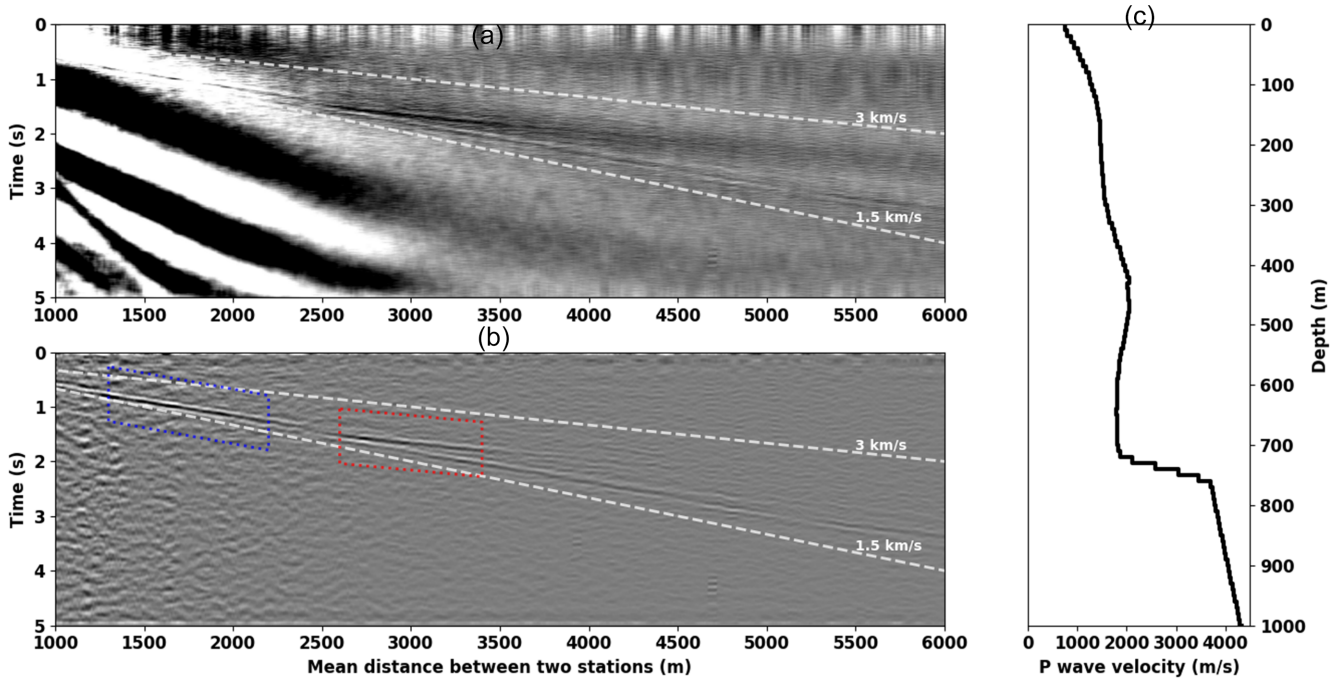 (a)
0
1
2
3
4
5
Time (s)
3 km/s
1.5 km/s
1000 1500 2000 2500 3000 3500 4000 4500 5000 5500 6000
(b)
0
1
2
3
4
5
Time (s)
3 km/s
1.5 km/s
1000 1500 2000 2500 3000 3500 4000 4500 5000 5500 6000
Mean distance between two stations (m)
(c)
0
100
200
300
400
500
600
700
800
900
1000
Depth (m)
0 1000 2000 3000 4000
P wave velocity (m/s)